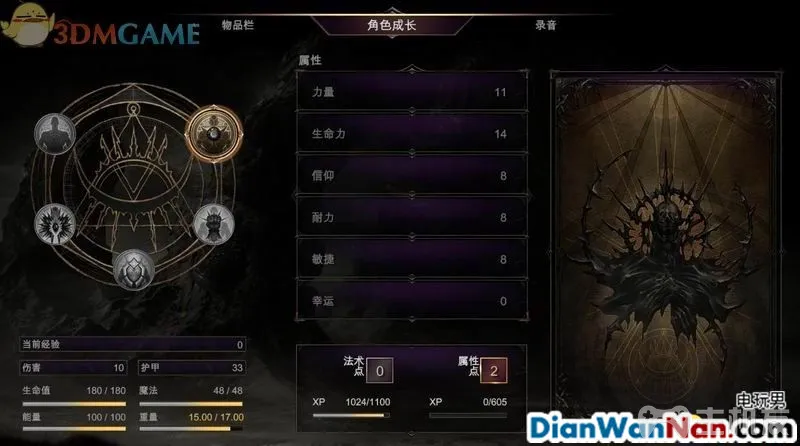 3DMGAME
物品栏 角色成长 录音
属性
力量 11
生命力 14
信仰 8
耐力 8
敏捷 8
幸运 0
当前经验 0
伤害 10 护甲 33
生命值 180 / 180 魔法 48 / 48
能量 100 / 100 重量 15.00 / 17.00
法术点 0 属性点 2
XP 1024/1100 XP 0/605
电玩男
DianWanNan.com